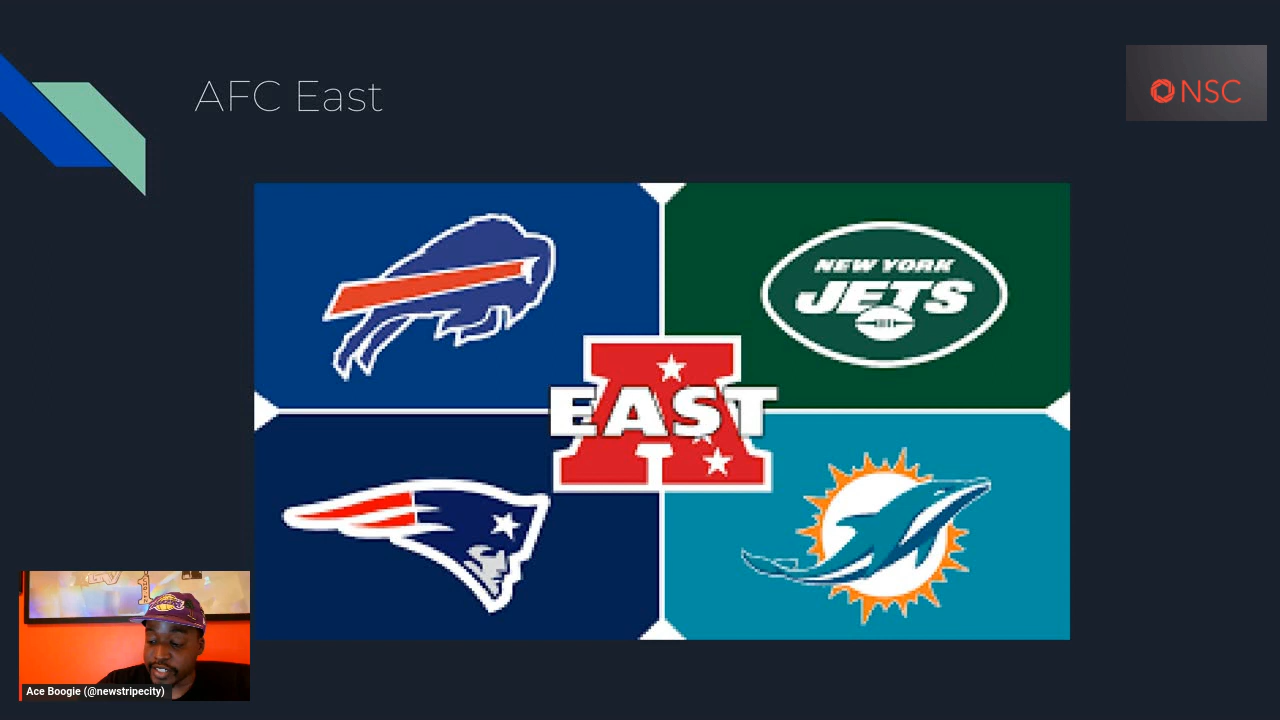 AFC East
NSC
NEW YORK
JETS
EAST
Ace Boogie (@newstripecity)